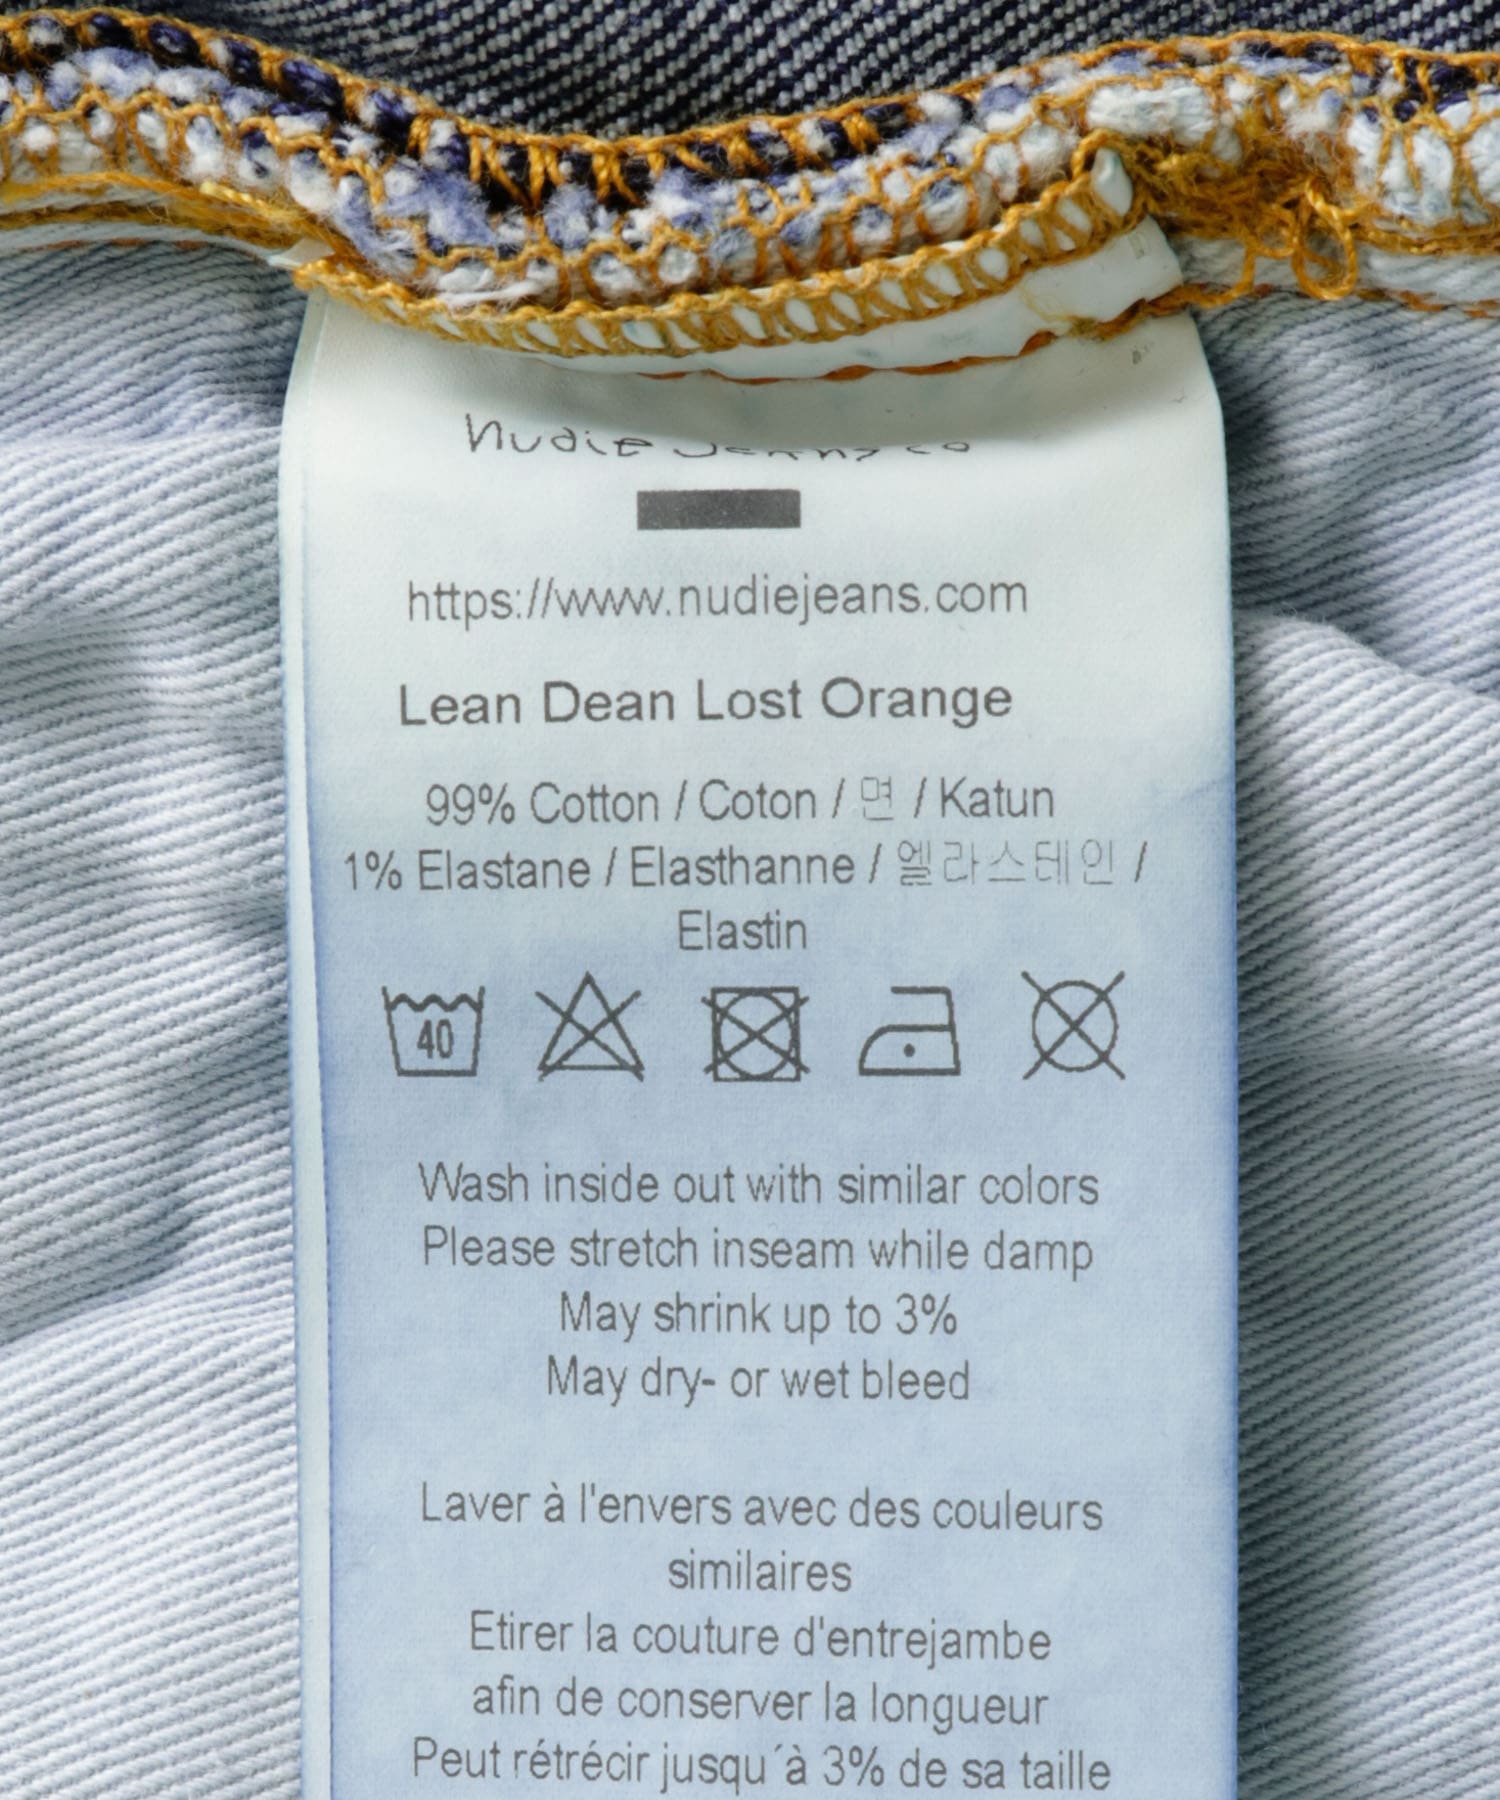 Nudie Jeans co
https://www.nudiejeans.com
Lean Dean Lost Orange
99% Cotton / Coton / 면 / Katun
1% Elastane / Elasthanne / 엘라스테인 /
Elastin
40
Wash inside out with similar colors
Please stretch inseam while damp
May shrink up to 3%
May dry- or wet bleed
Laver à l'envers avec des couleurs
similaires
Etirer la couture d'entrejambe
afin de conserver la longueur
Peut rétrécir jusqu´à 3% de sa taille